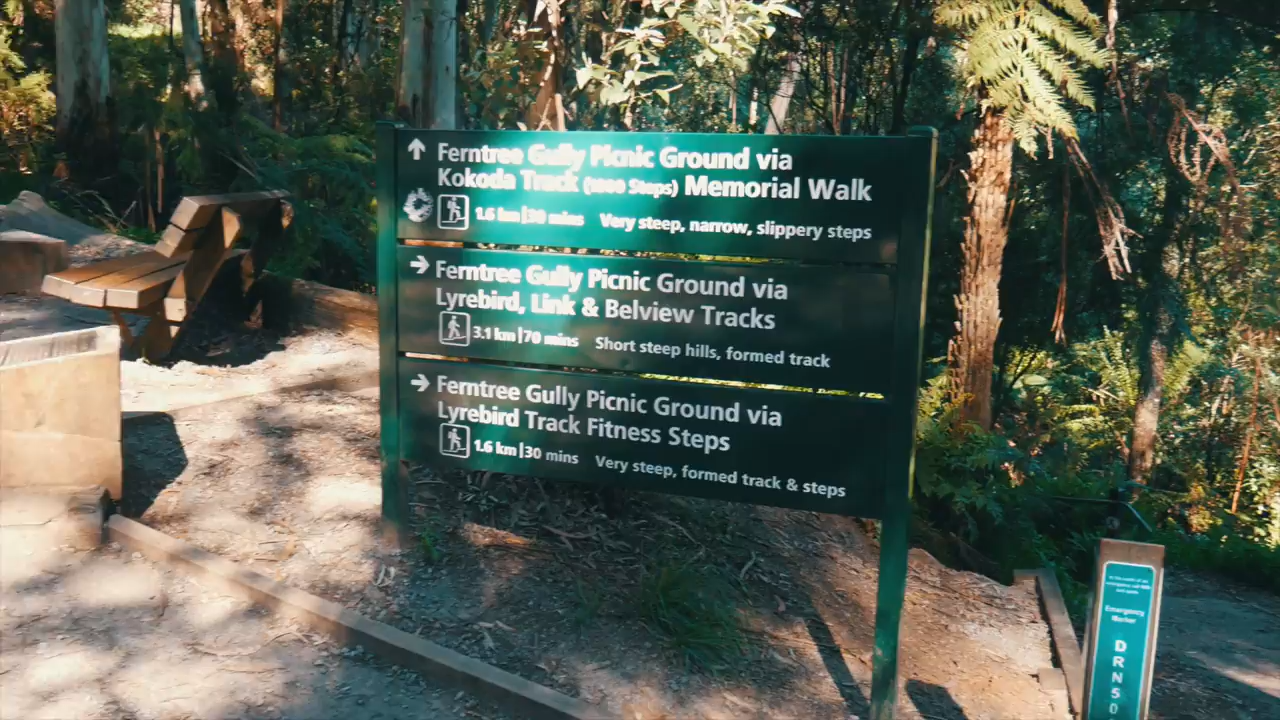 Ferntree Gully Picnic Ground via
Kokoda Track (1000 Steps) Memorial Walk
1.6 km|30 mins Very steep, narrow, slippery steps
Ferntree Gully Picnic Ground via
Lyrebird, Link & Belview Tracks
3.1 km|70 mins Short steep hills, formed track
Ferntree Gully Picnic Ground via
Lyrebird Track Fitness Steps
1.6 km|30 mins Very steep, formed track & steps
Emergency
Marker
DRN50